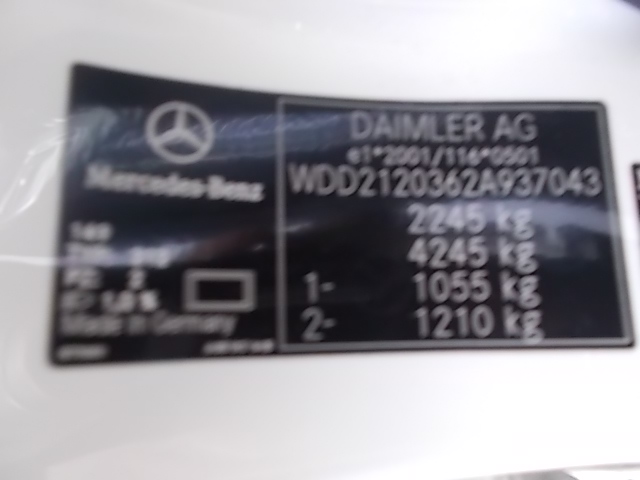 Mercedes-Benz
149
Made in Germany
DAIMLER AG
e1*2001/116*0501
WDD2120362A937043
2245 kg
4245 kg
1- 1055 kg
2- 1210 kg